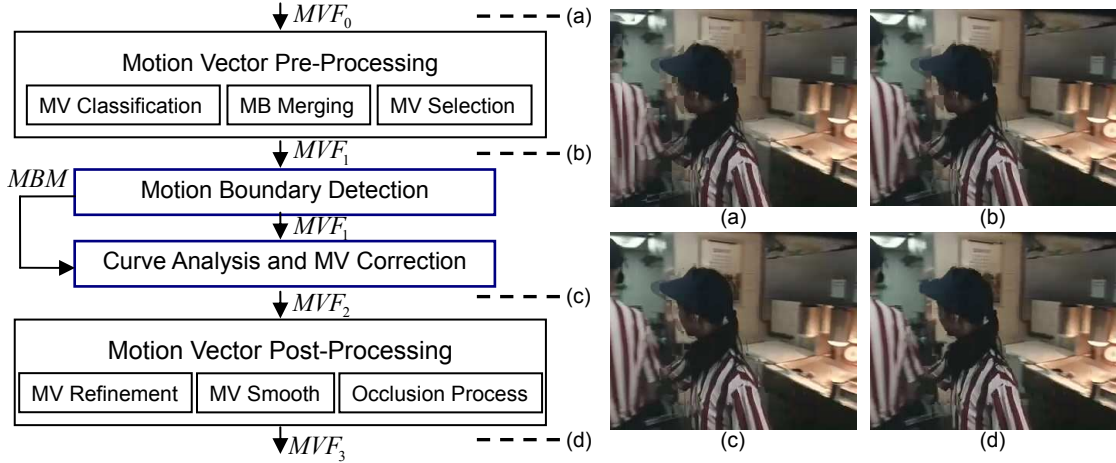 MVF0
(a)
Motion Vector Pre-Processing
MV Classification
MB Merging
MV Selection
MVF1
(b)
MBM
Motion Boundary Detection
MVF1
Curve Analysis and MV Correction
MVF2
(c)
Motion Vector Post-Processing
MV Refinement
MV Smooth
Occlusion Process
MVF3
(d)
(a)
(b)
(c)
(d)